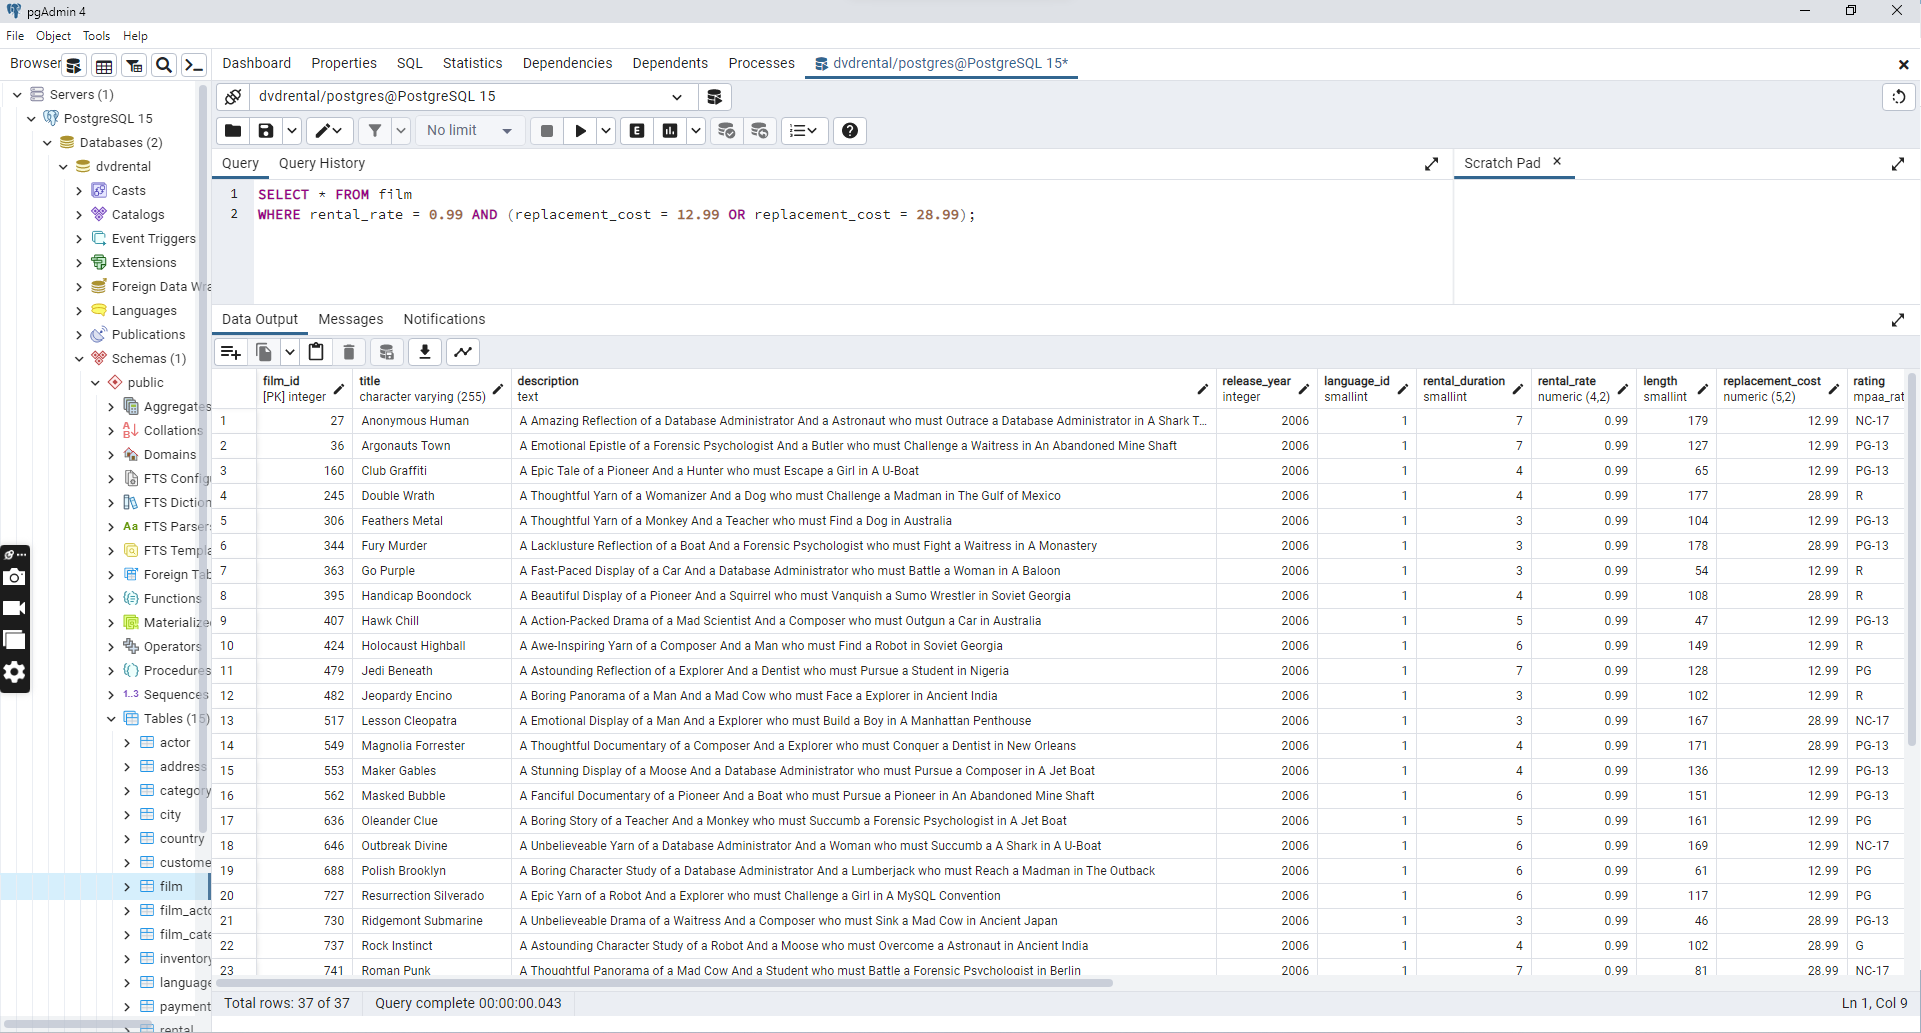 pgAdmin 4
File Object Tools Help
Browser
Dashboard Properties SQL Statistics Dependencies Dependents Processes dvdrental/postgres@PostgreSQL 15*
Servers (1)
PostgreSQL 15
Databases (2)
dvdrental
Casts
Catalogs
Event Triggers
Extensions
Foreign Data Wra
Languages
Publications
Schemas (1)
public
Aggregates
Collations
Domains
FTS Config
FTS Diction
Aa FTS Parsers
FTS Templa
Foreign Tab
Functions
Materialize
Operators
Procedures
1..3 Sequences
Tables (15)
actor
address
category
city
country
custome
film
film_acto
film_cate
inventory
language
payment
rental
dvdrental/postgres@PostgreSQL 15
No limit
E
Query Query History
Scratch Pad
1 SELECT * FROM film
2 WHERE rental_rate = 0.99 AND (replacement_cost = 12.99 OR replacement_cost = 28.99);
Data Output Messages Notifications
film_id title description release_year language_id rental_duration rental_rate length replacement_cost rating
[PK] integer character varying (255) text integer smallint smallint numeric (4,2) smallint numeric (5,2) mpaa_rat
1 27 Anonymous Human A Amazing Reflection of a Database Administrator And a Astronaut who must Outrace a Database Administrator in A Shark T... 2006 1 7 0.99 179 12.99 NC-17
2 36 Argonauts Town A Emotional Epistle of a Forensic Psychologist And a Butler who must Challenge a Waitress in An Abandoned Mine Shaft 2006 1 7 0.99 127 12.99 PG-13
3 160 Club Graffiti A Epic Tale of a Pioneer And a Hunter who must Escape a Girl in A U-Boat 2006 1 4 0.99 65 12.99 PG-13
4 245 Double Wrath A Thoughtful Yarn of a Womanizer And a Dog who must Challenge a Madman in The Gulf of Mexico 2006 1 4 0.99 177 28.99 R
5 306 Feathers Metal A Thoughtful Yarn of a Monkey And a Teacher who must Find a Dog in Australia 2006 1 3 0.99 104 12.99 PG-13
6 344 Fury Murder A Lacklusture Reflection of a Boat And a Forensic Psychologist who must Fight a Waitress in A Monastery 2006 1 3 0.99 178 28.99 PG-13
7 363 Go Purple A Fast-Paced Display of a Car And a Database Administrator who must Battle a Woman in A Baloon 2006 1 3 0.99 54 12.99 R
8 395 Handicap Boondock A Beautiful Display of a Pioneer And a Squirrel who must Vanquish a Sumo Wrestler in Soviet Georgia 2006 1 4 0.99 108 28.99 R
9 407 Hawk Chill A Action-Packed Drama of a Mad Scientist And a Composer who must Outgun a Car in Australia 2006 1 5 0.99 47 12.99 PG-13
10 424 Holocaust Highball A Awe-Inspiring Yarn of a Composer And a Man who must Find a Robot in Soviet Georgia 2006 1 6 0.99 149 12.99 R
11 479 Jedi Beneath A Astounding Reflection of a Explorer And a Dentist who must Pursue a Student in Nigeria 2006 1 7 0.99 128 12.99 PG
12 482 Jeopardy Encino A Boring Panorama of a Man And a Mad Cow who must Face a Explorer in Ancient India 2006 1 3 0.99 102 12.99 R
13 517 Lesson Cleopatra A Emotional Display of a Man And a Explorer who must Build a Boy in A Manhattan Penthouse 2006 1 3 0.99 167 28.99 NC-17
14 549 Magnolia Forrester A Thoughtful Documentary of a Composer And a Explorer who must Conquer a Dentist in New Orleans 2006 1 4 0.99 171 28.99 PG-13
15 553 Maker Gables A Stunning Display of a Moose And a Database Administrator who must Pursue a Composer in A Jet Boat 2006 1 4 0.99 136 12.99 PG-13
16 562 Masked Bubble A Fanciful Documentary of a Pioneer And a Boat who must Pursue a Pioneer in An Abandoned Mine Shaft 2006 1 6 0.99 151 12.99 PG-13
17 636 Oleander Clue A Boring Story of a Teacher And a Monkey who must Succumb a Forensic Psychologist in A Jet Boat 2006 1 5 0.99 161 12.99 PG
18 646 Outbreak Divine A Unbelieveable Yarn of a Database Administrator And a Woman who must Succumb a A Shark in A U-Boat 2006 1 6 0.99 169 12.99 NC-17
19 688 Polish Brooklyn A Boring Character Study of a Database Administrator And a Lumberjack who must Reach a Madman in The Outback 2006 1 6 0.99 61 12.99 PG
20 727 Resurrection Silverado A Epic Yarn of a Robot And a Explorer who must Challenge a Girl in A MySQL Convention 2006 1 6 0.99 117 12.99 PG
21 730 Ridgemont Submarine A Unbelieveable Drama of a Waitress And a Composer who must Sink a Mad Cow in Ancient Japan 2006 1 3 0.99 46 28.99 PG-13
22 737 Rock Instinct A Astounding Character Study of a Robot And a Moose who must Overcome a Astronaut in Ancient India 2006 1 4 0.99 102 28.99 G
23 741 Roman Punk A Thoughtful Panorama of a Mad Cow And a Student who must Battle a Forensic Psychologist in Berlin 2006 1 7 0.99 81 28.99 NC-17
Total rows: 37 of 37 Query complete 00:00:00.043 Ln 1, Col 9